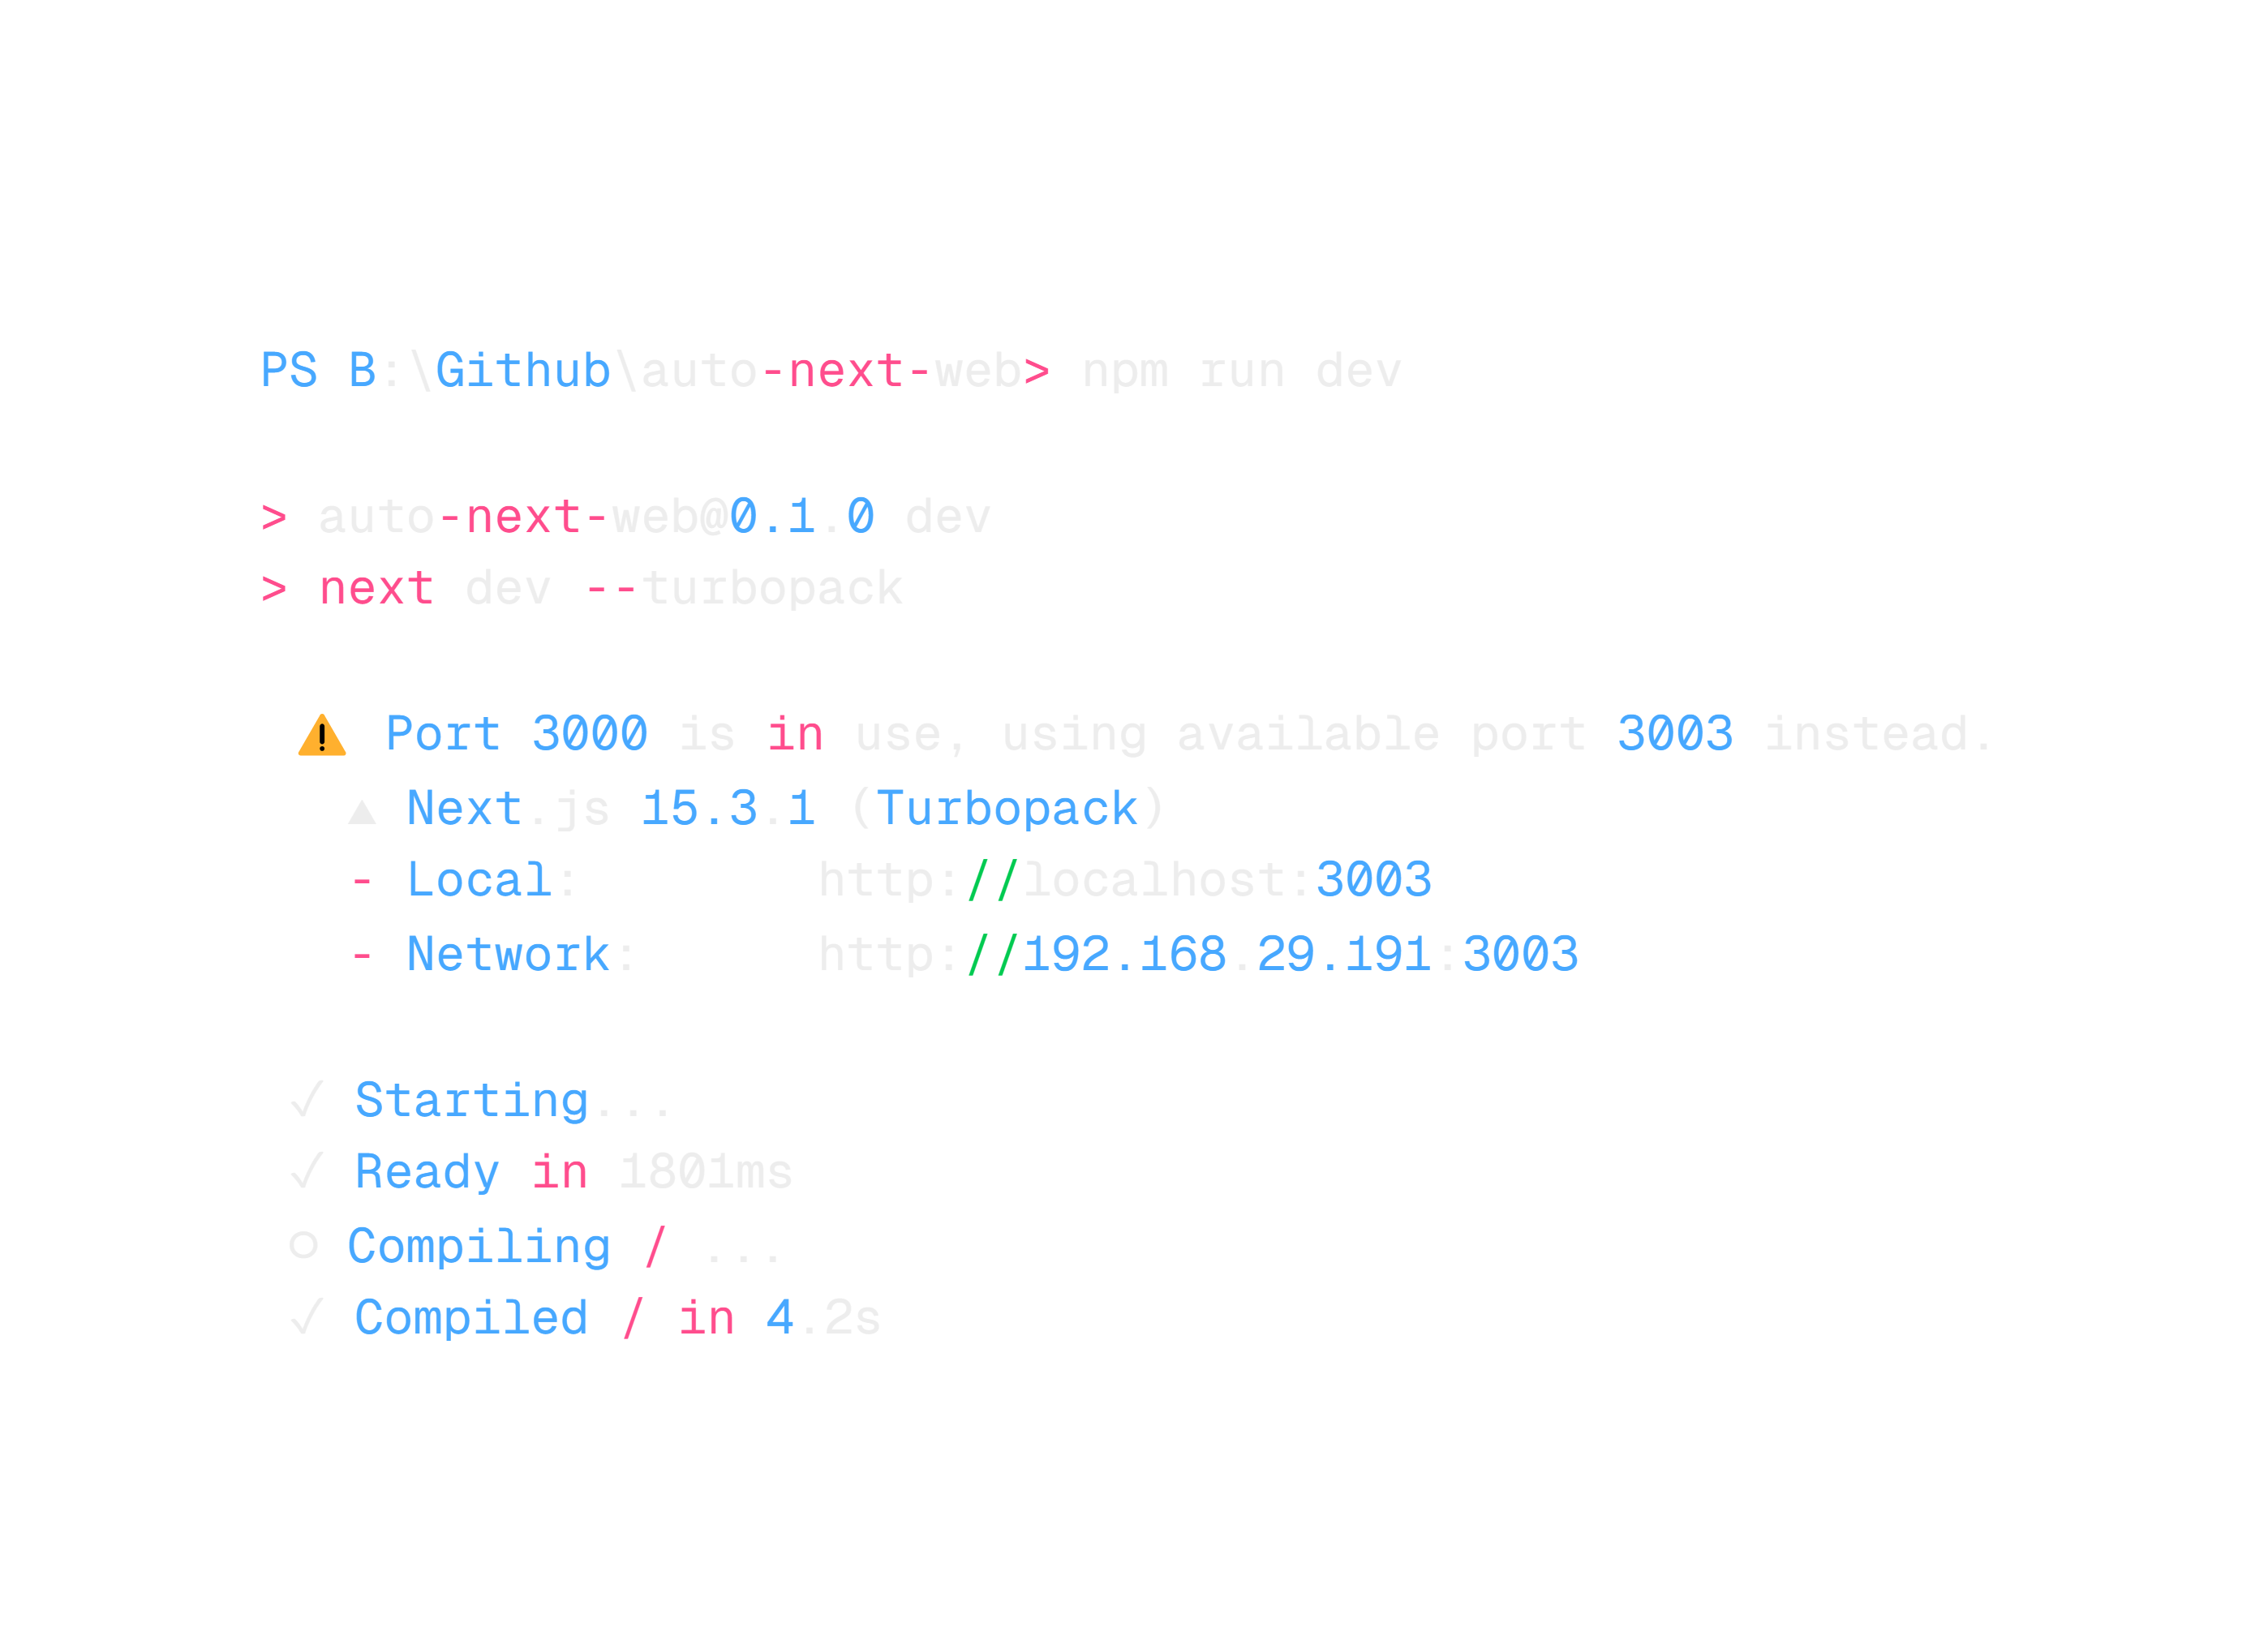 PS B:\Github\auto-next-web> npm run dev
> auto-next-web@0.1.0 dev
> next dev --turbopack
⚠ Port 3000 is in use, using available port 3003 instead.
▲ Next.js 15.3.1 (Turbopack)
- Local:        http://localhost:3003
- Network:      http://192.168.29.191:3003
✓ Starting...
✓ Ready in 1801ms
○ Compiling / ...
✓ Compiled / in 4.2s